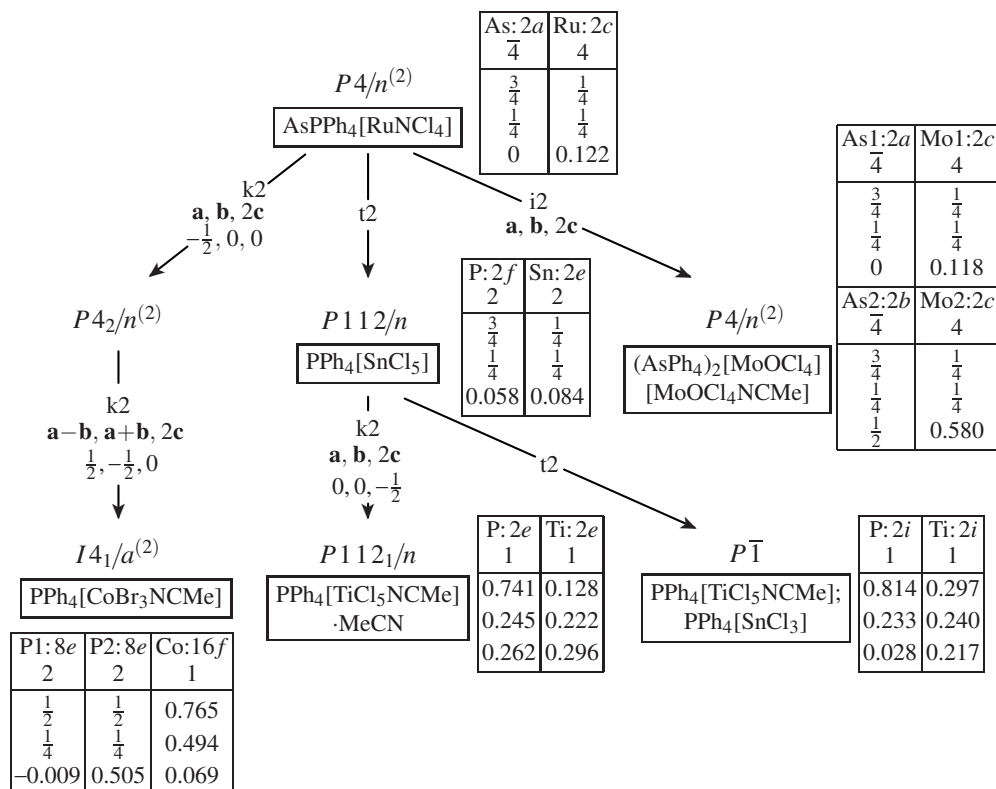 As: 2a Ru: 2c
4̅ 4
3/4 1/4
1/4 1/4
0 0.122
P4/n(2)
AsPPh4[RuNCl4]
k2
a, b, 2c
−1/2, 0, 0
t2
i2
a, b, 2c
As1:2a Mo1:2c
4̅ 4
3/4 1/4
1/4 1/4
0 0.118
As2:2b Mo2:2c
4̅ 4
3/4 1/4
1/4 1/4
1/2 0.580
P42/n(2)
P112/n
PPh4[SnCl5]
P: 2f Sn: 2e
2 2
3/4 1/4
1/4 1/4
0.058 0.084
P4/n(2)
(AsPh4)2[MoOCl4]
[MoOCl4NCMe]
k2
a−b, a+b, 2c
1/2, −1/2, 0
k2
a, b, 2c
0, 0, −1/2
t2
I41/a(2)
PPh4[CoBr3NCMe]
P1: 8e P2: 8e Co:16f
2 2 1
1/2 1/2 0.765
1/4 1/4 0.494
−0.009 0.505 0.069
P1121/n
PPh4[TiCl5NCMe]
·MeCN
P: 2e Ti: 2e
1 1
0.741 0.128
0.245 0.222
0.262 0.296
P1̅
PPh4[TiCl5NCMe];
PPh4[SnCl3]
P: 2i Ti: 2i
1 1
0.814 0.297
0.233 0.240
0.028 0.217